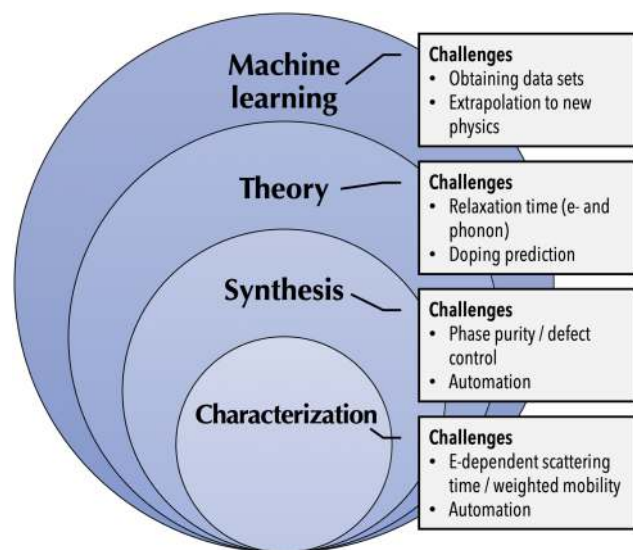 Machine
learning
Challenges
• Obtaining data sets
• Extrapolation to new
physics
Theory
Challenges
• Relaxation time (e- and
phonon)
• Doping prediction
Synthesis
Challenges
• Phase purity / defect
control
• Automation
Characterization
Challenges
• E-dependent scattering
time / weighted mobility
• Automation